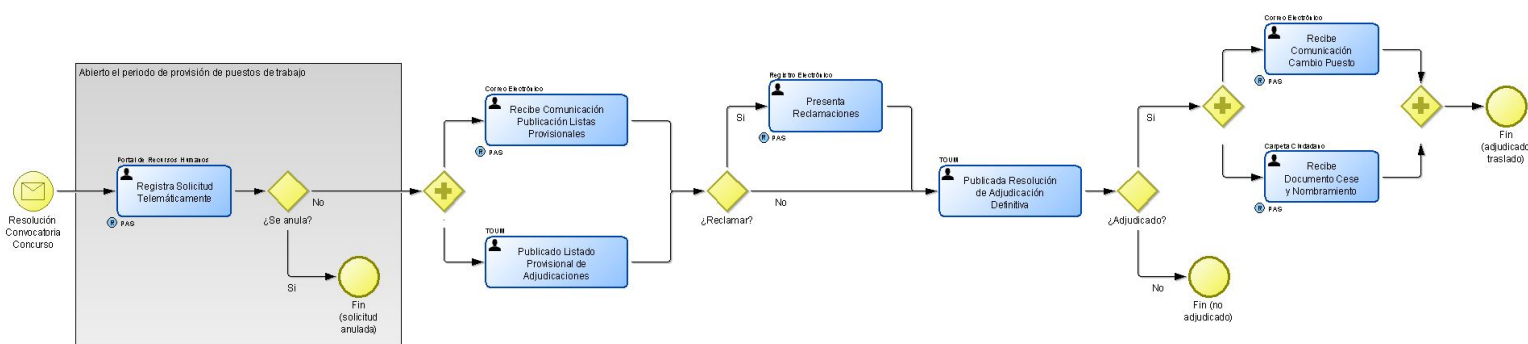 Abierto el periodo de provisión de puestos de trabajo
Resolución
Convocatoria
Concurso
Portal de Recursos Humanos
Registra Solicitud
Telemáticamente
R PAS
¿Se anula?
No
Si
Fin
(solicitud
anulada)
Correo Electrónico
Recibe Comunicación
Publicación Listas
Provisionales
R PAS
TOUM
Publicado Listado
Provisional de
Adjudicaciones
¿Reclamar?
Si
No
Registro Electrónico
Presenta
Reclamaciones
R PAS
TOUM
Publicada Resolución
de Adjudicación
Definitiva
¿Adjudicado?
Si
No
Fin (no
adjudicado)
Correo Electrónico
Recibe
Comunicación
Cambio Puesto
R PAS
Carpeta Ciudadano
Recibe
Documento Cese
y Nombramiento
R PAS
Fin
(adjudicado
traslado)